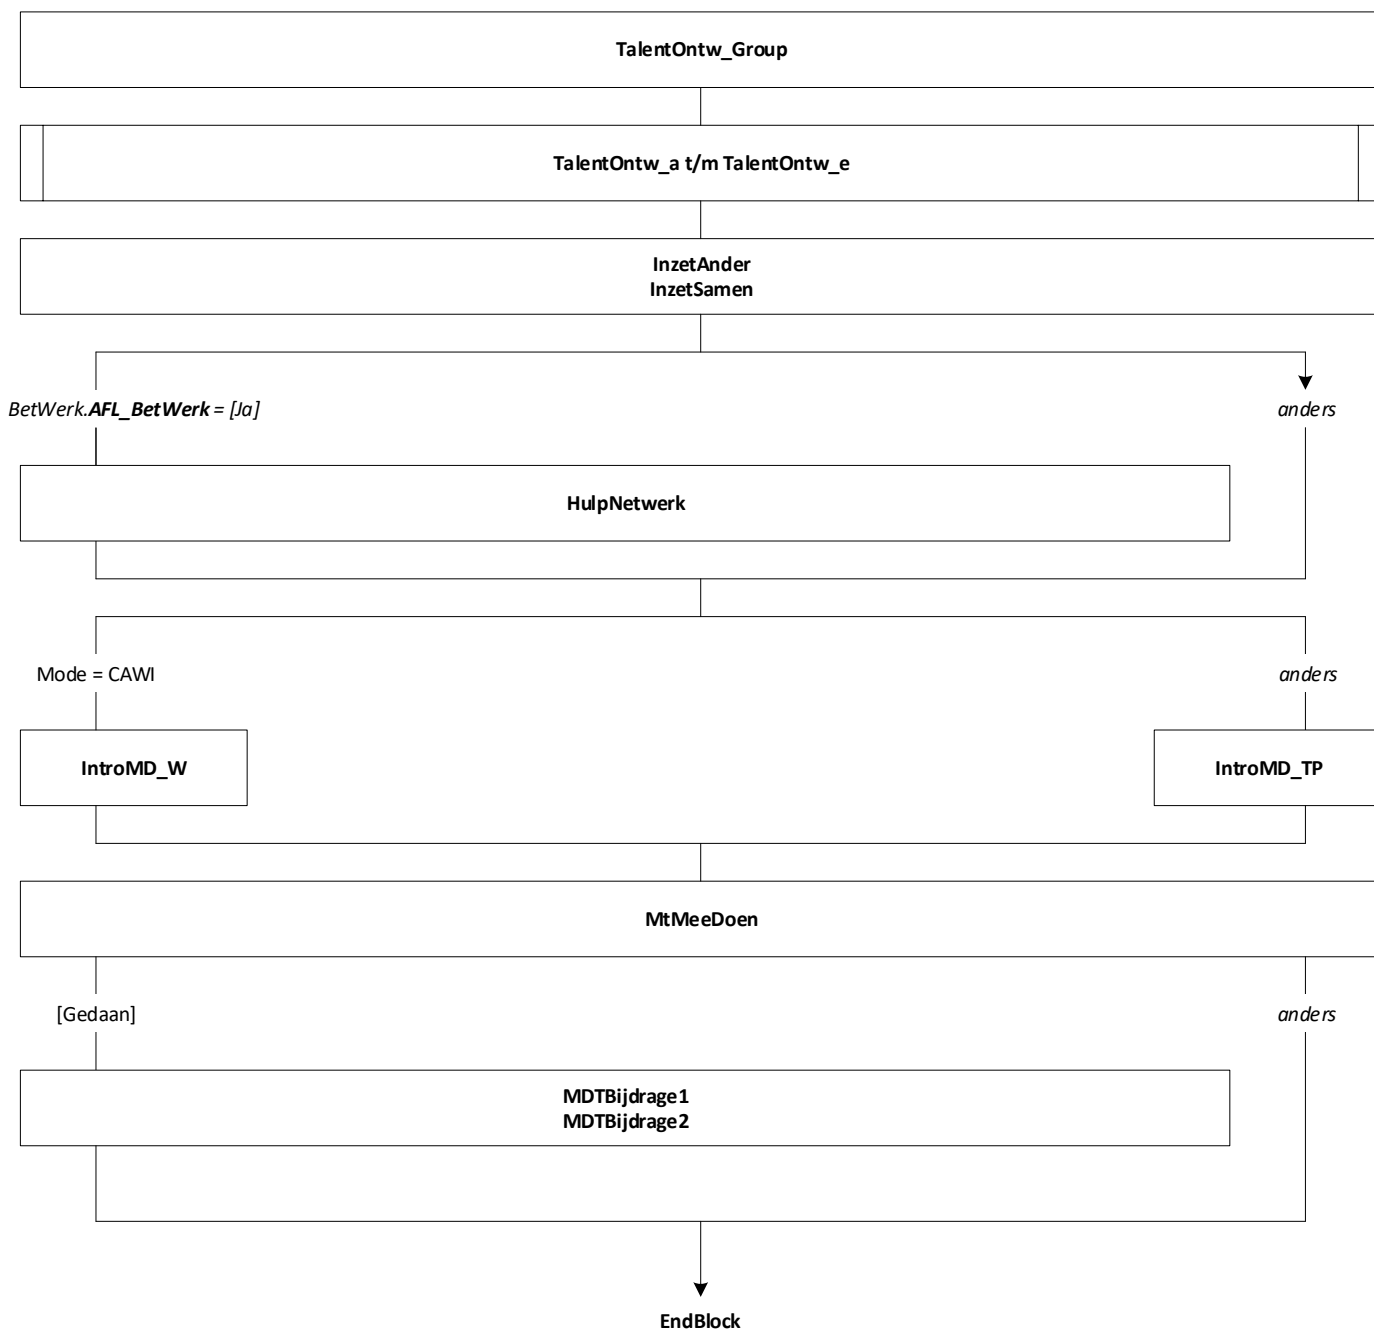 TalentOntw_Group
TalentOntw_a t/m TalentOntw_e
InzetAnder
InzetSamen
BetWerk.AFL_BetWerk = [Ja]
anders
HulpNetwerk
Mode = CAWI
anders
IntroMD_W
IntroMD_TP
MtMeeDoen
[Gedaan]
anders
MDTBijdrage1
MDTBijdrage2
EndBlock